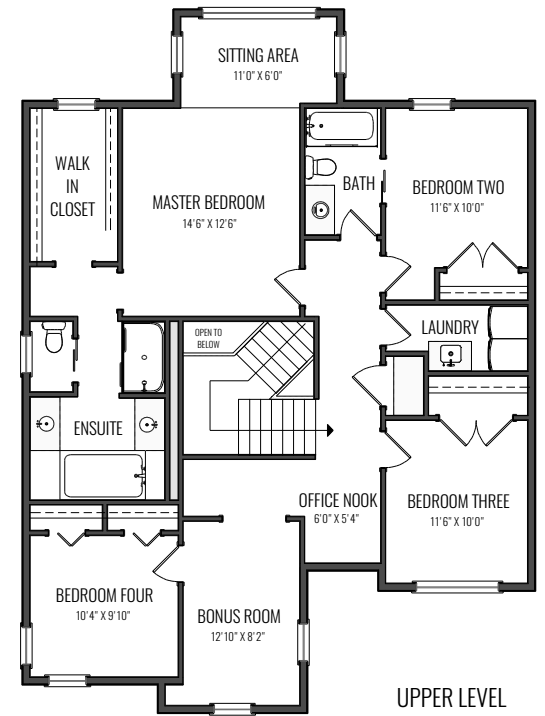 SITTING AREA
11'0" X 6'0"
WALK
IN
CLOSET
MASTER BEDROOM
14'6" X 12'6"
BATH
BEDROOM TWO
11'6" X 10'0"
OPEN TO
BELOW
LAUNDRY
ENSUITE
OFFICE NOOK
6'0" X 5'4"
BEDROOM THREE
11'6" X 10'0"
BEDROOM FOUR
10'4" X 9'10"
BONUS ROOM
12'10" X 8'2"
UPPER LEVEL